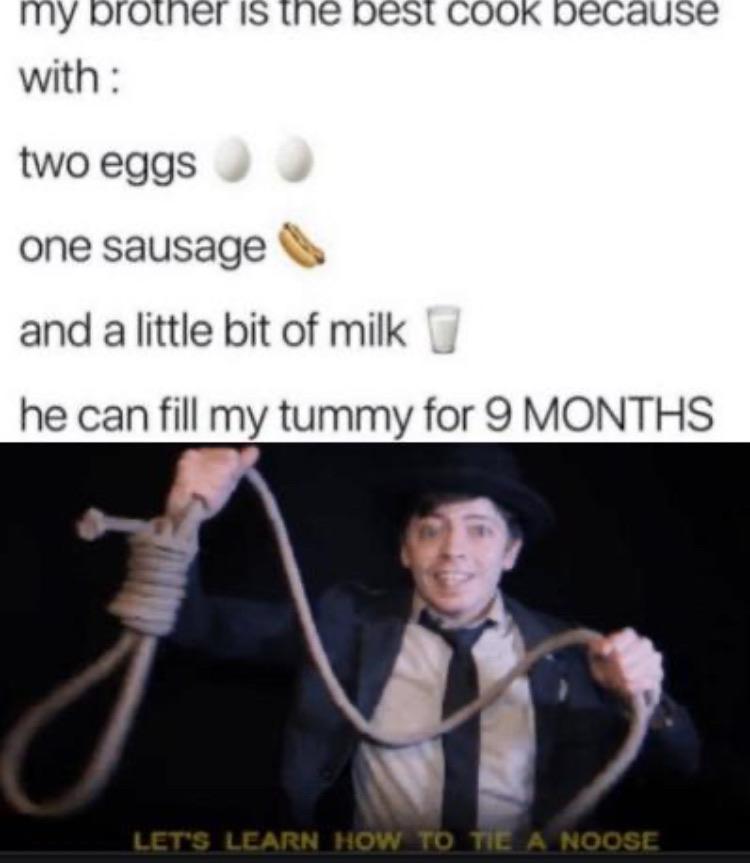 my brother is the best cook because
with :
two eggs 🥚 🥚
one sausage 🌭
and a little bit of milk 🥛
he can fill my tummy for 9 MONTHS
LET'S LEARN HOW TO TIE A NOOSE